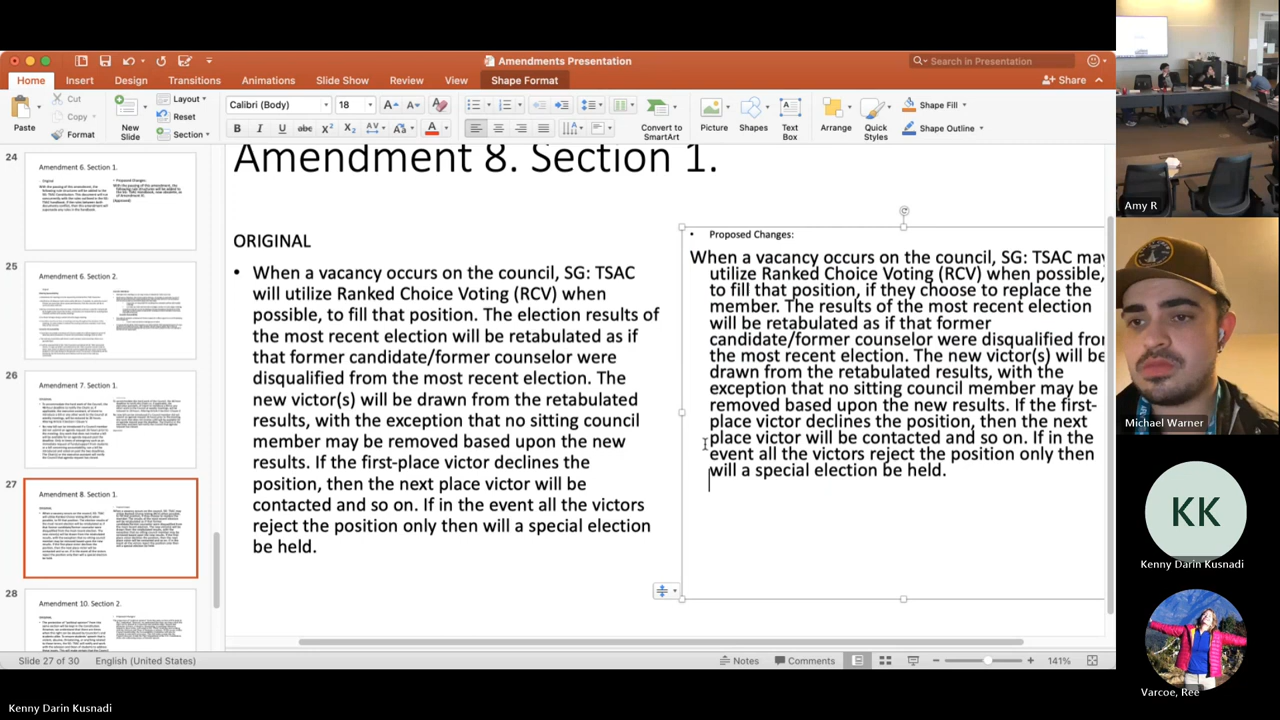 Amendments Presentation
Search in Presentation
Home Insert Design Transitions Animations Slide Show Review View Shape Format
Share
Paste
Cut
Copy
Format
New Slide
Layout
Reset
Section
Calibri (Body) 18
Convert to SmartArt
Picture
Shapes
Text Box
Arrange
Quick Styles
Shape Fill
Shape Outline
24
Amendment 6. Section 1.
25
Amendment 6. Section 2.
26
Amendment 7. Section 1.
27
Amendment 8. Section 1.
28
Amendment 10. Section 2.
Amendment 8. Section 1.
ORIGINAL
• When a vacancy occurs on the council, SG: TSAC
will utilize Ranked Choice Voting (RCV) when
possible, to fill that position. The election results of
the most recent election will be retabulated as if
that former candidate/former counselor were
disqualified from the most recent election. The
new victor(s) will be drawn from the retabulated
results, with the exception that no sitting council
member may be removed based upon the new
results. If the first-place victor declines the
position, then the next place victor will be
contacted and so on. If in the event all the victors
reject the position only then will a special election
be held.
• Proposed Changes:
When a vacancy occurs on the council, SG: TSAC may
utilize Ranked Choice Voting (RCV) when possible,
to fill that position, if they choose to replace the
member. The results of the most recent election
will be retabulated as if that former
candidate/former counselor were disqualified from
the most recent election. The new victor(s) will be
drawn from the retabulated results, with the
exception that no sitting council member may be
removed based upon the new results. If the first-
place victor declines the position, then the next
place victor will be contacted and so on. If in the
event all the victors reject the position only then
will a special election be held.
Slide 27 of 30 English (United States)
Notes Comments 141%
Amy R
Michael Warner
KK
Kenny Darin Kusnadi
Varcoe, Ree
Kenny Darin Kusnadi